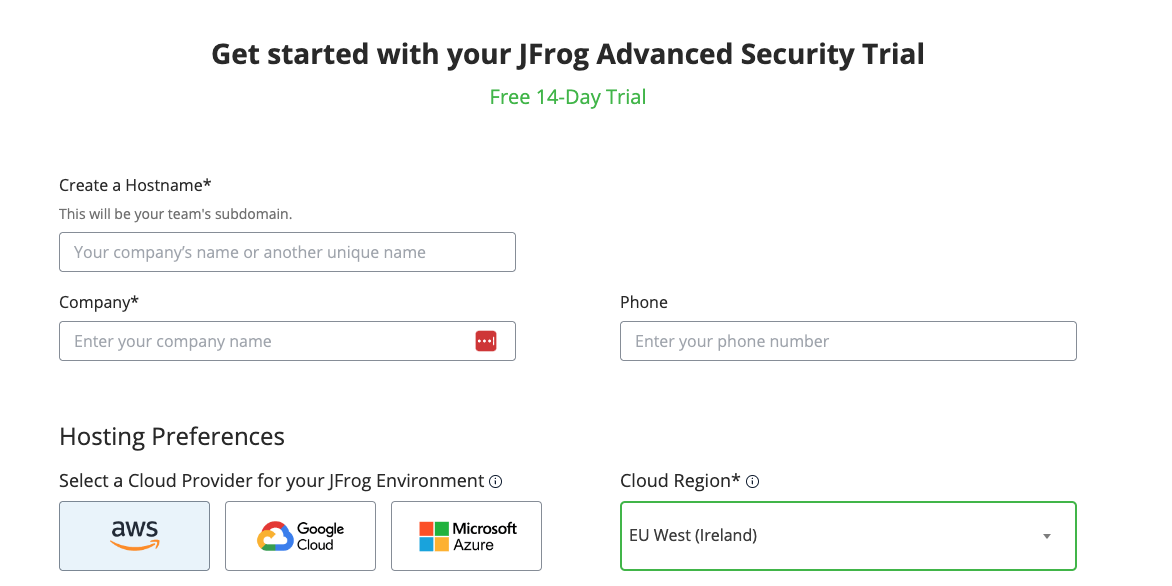 Get started with your JFrog Advanced Security Trial
Free 14-Day Trial
Create a Hostname*
This will be your team's subdomain.
Your company’s name or another unique name
Company*
Phone
Enter your company name
Enter your phone number
Hosting Preferences
Select a Cloud Provider for your JFrog Environment
Cloud Region*
aws
Google
Cloud
Microsoft
Azure
EU West (Ireland)